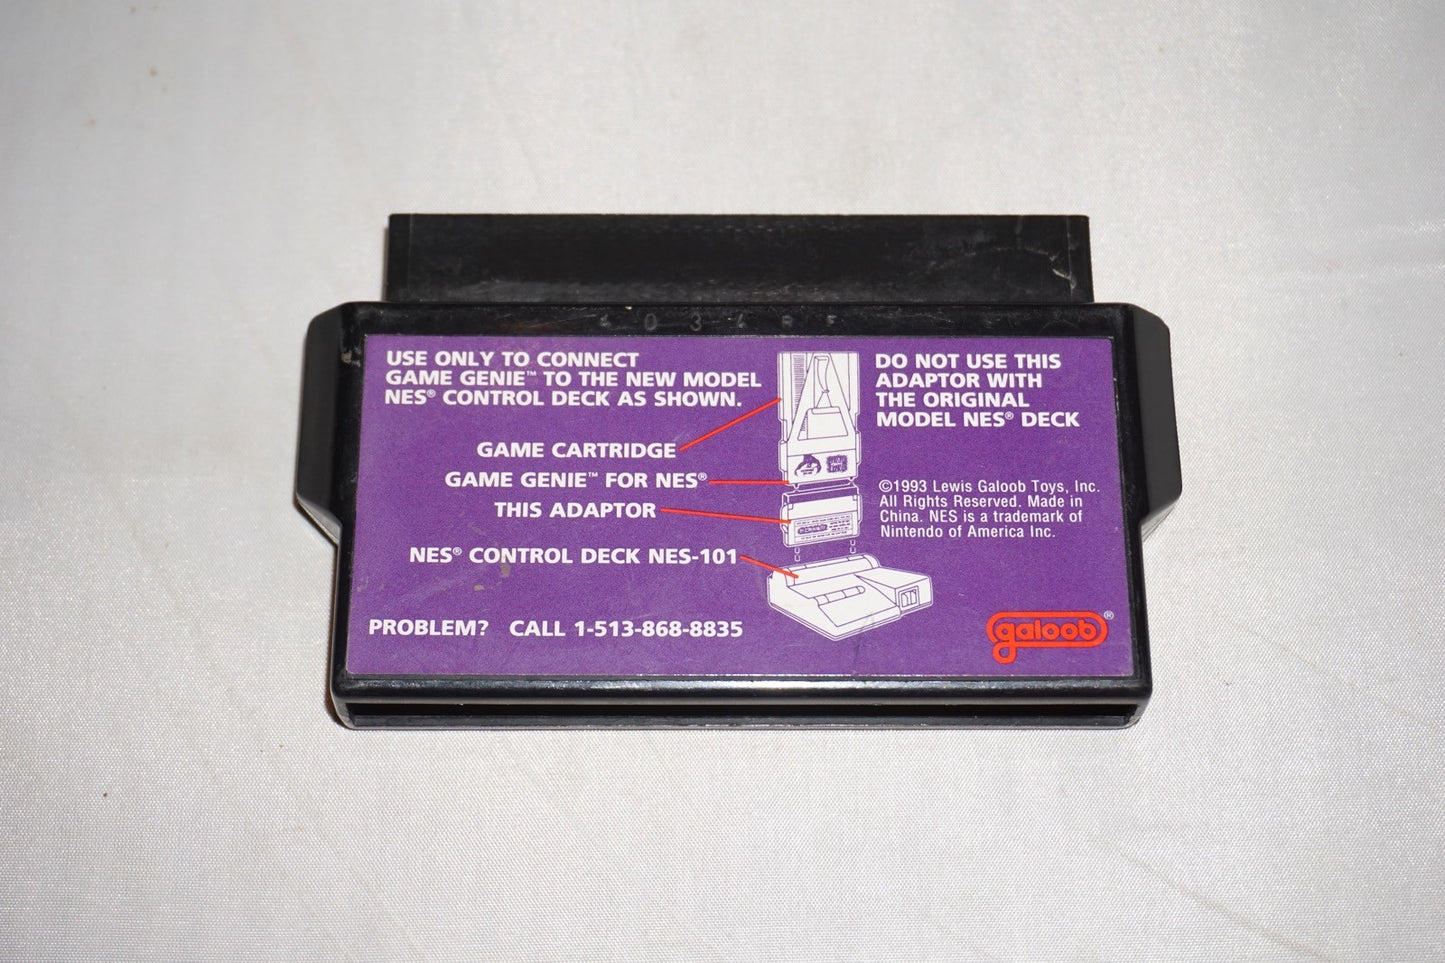 USE ONLY TO CONNECT
GAME GENIE™ TO THE NEW MODEL
NES® CONTROL DECK AS SHOWN.
GAME CARTRIDGE
GAME GENIE™ FOR NES®
THIS ADAPTOR
NES® CONTROL DECK NES-101
PROBLEM? CALL 1-513-868-8835
DO NOT USE THIS
ADAPTOR WITH
THE ORIGINAL
MODEL NES® DECK
©1993 Lewis Galoob Toys, Inc.
All Rights Reserved. Made in
China. NES is a trademark of
Nintendo of America Inc.
galoob®